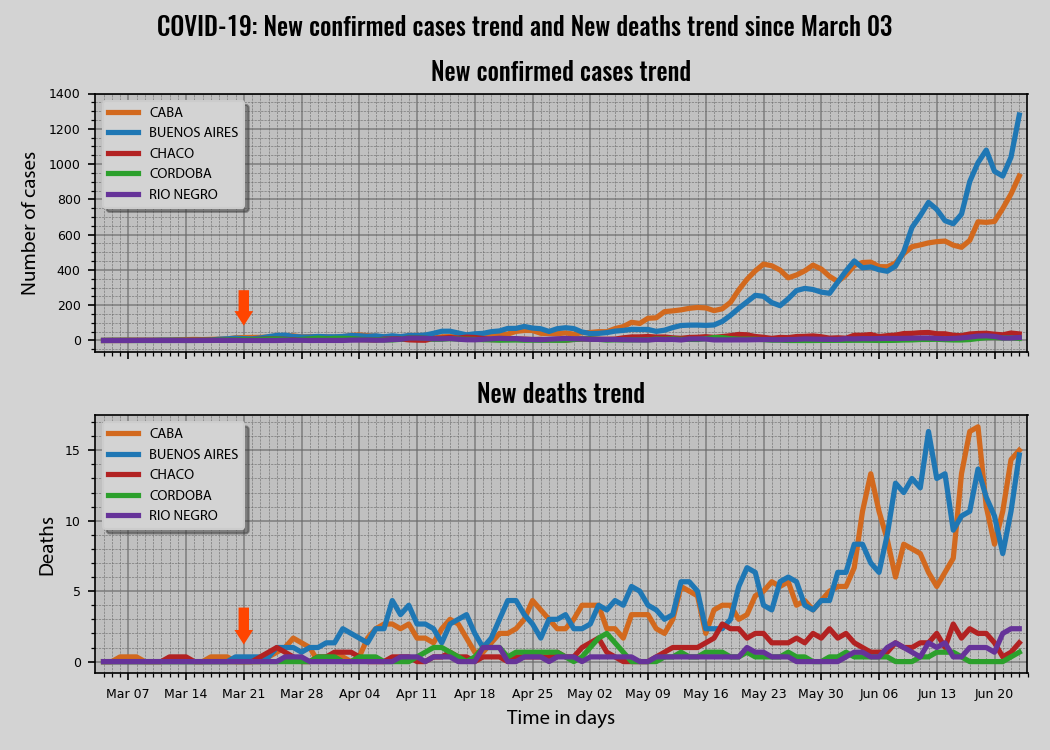 COVID-19: New confirmed cases trend and New deaths trend since March 03
New confirmed cases trend
1400
1200
1000
800
600
400
200
0
Number of cases
CABA
BUENOS AIRES
CHACO
CORDOBA
RIO NEGRO
New deaths trend
15
10
5
0
Deaths
CABA
BUENOS AIRES
CHACO
CORDOBA
RIO NEGRO
Mar 07 Mar 14 Mar 21 Mar 28 Apr 04 Apr 11 Apr 18 Apr 25 May 02 May 09 May 16 May 23 May 30 Jun 06 Jun 13 Jun 20
Time in days